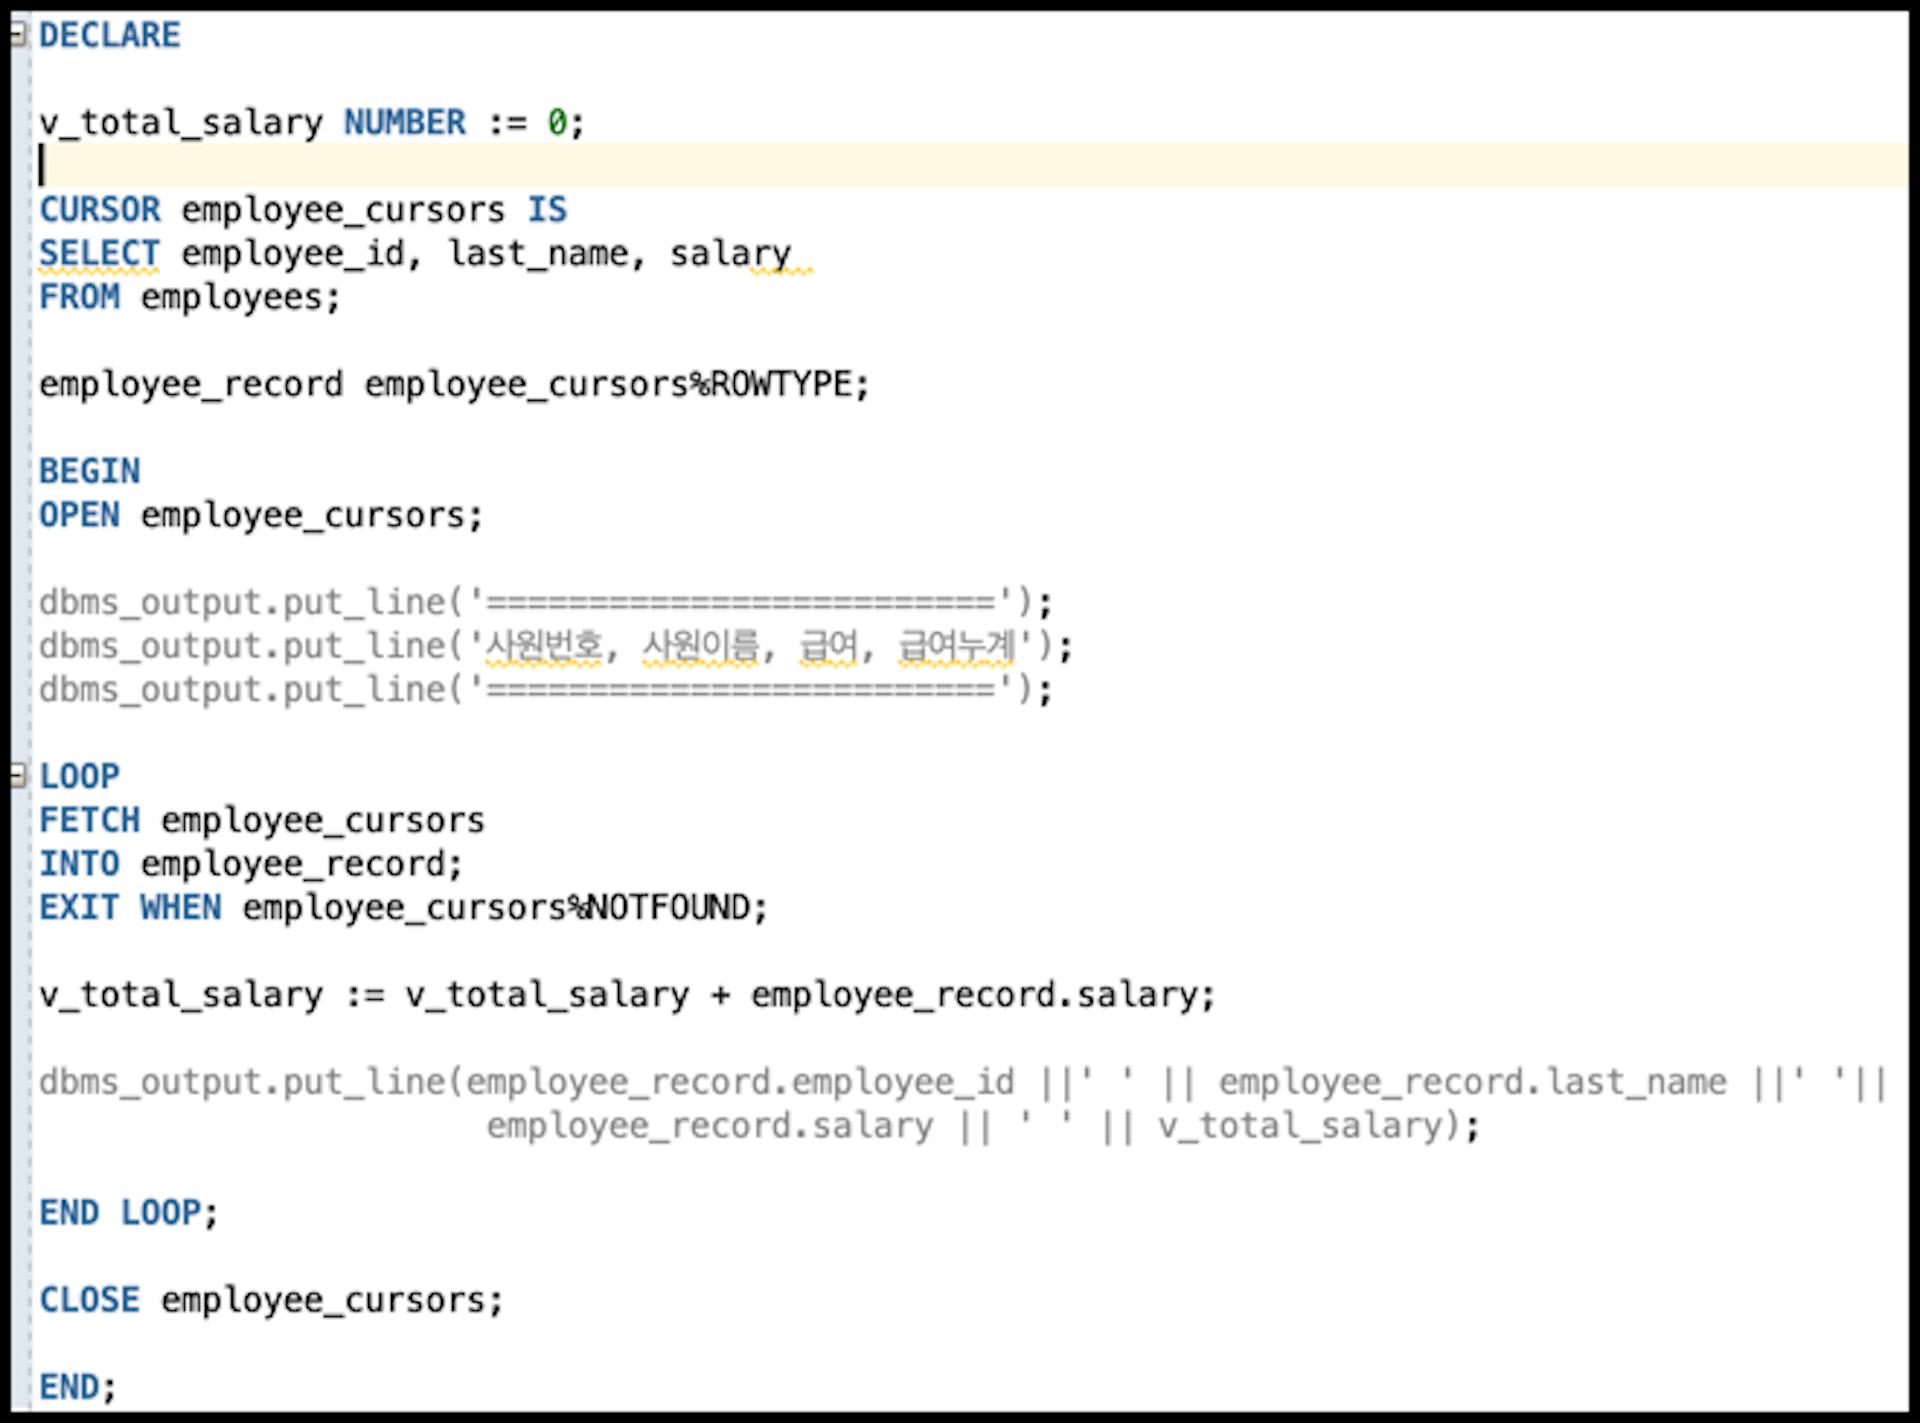 DECLARE
v_total_salary NUMBER := 0;
CURSOR employee_cursors IS
SELECT employee_id, last_name, salary
FROM employees;
employee_record employee_cursors%ROWTYPE;
BEGIN
OPEN employee_cursors;
dbms_output.put_line('=========================');
dbms_output.put_line('사원번호, 사원이름, 급여, 급여누계');
dbms_output.put_line('=========================');
LOOP
FETCH employee_cursors
INTO employee_record;
EXIT WHEN employee_cursors%NOTFOUND;
v_total_salary := v_total_salary + employee_record.salary;
dbms_output.put_line(employee_record.employee_id ||' ' || employee_record.last_name ||' '||
employee_record.salary || ' ' || v_total_salary);
END LOOP;
CLOSE employee_cursors;
END;